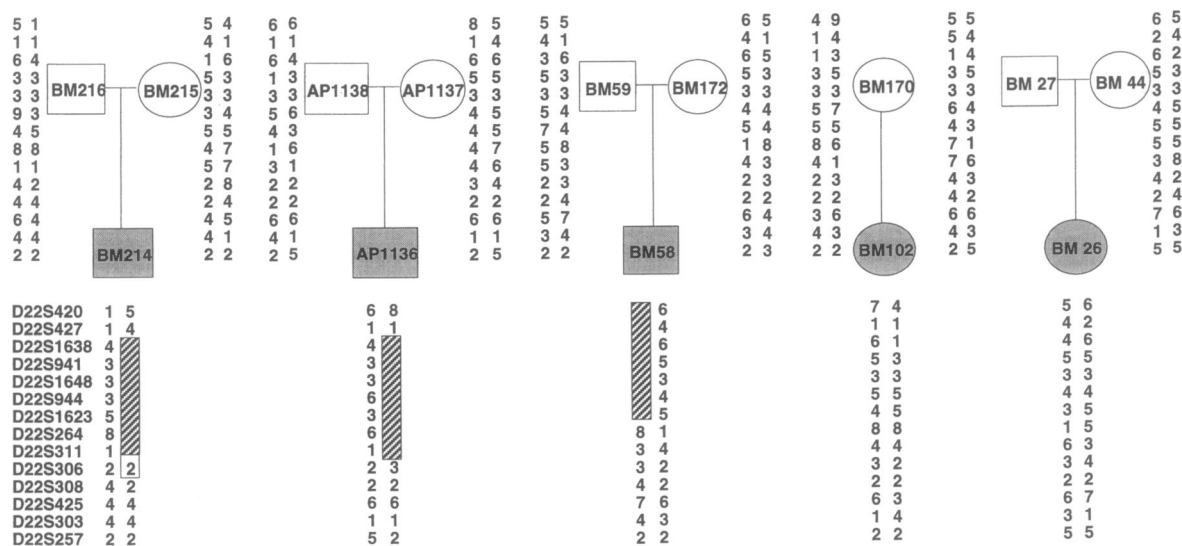 5 1 5 4 6 6 8 5 5 5 6 5 4 9 5 5 6 5
1 1 4 1 1 1 1 4 4 1 4 1 1 4 5 4 2 4
6 4 1 6 6 4 6 6 3 6 6 5 1 3 1 4 6 2
3 3 5 3 1 3 5 5 5 3 5 3 3 5 3 5 5 3
BM216 BM215 AP1138 AP1137 BM59 BM172 BM170 BM 27 BM 44
3 3 3 3 3 3 3 3 3 3 3 3 3 3 3 3 3 3
9 3 3 4 5 6 4 5 5 4 4 4 5 7 6 4 4 5
4 5 5 5 4 3 4 5 7 4 5 4 5 5 4 3 5 5
8 8 4 7 1 6 4 7 5 8 1 8 8 6 7 1 5 5
1 1 5 7 3 1 4 6 5 3 4 3 4 1 7 6 3 8
4 2 2 8 2 2 3 4 2 3 2 3 2 3 4 3 4 2
4 4 2 4 2 2 2 2 2 4 2 2 2 2 4 2 2 4
6 4 4 5 6 6 6 6 5 7 6 4 3 6 6 6 7 6
4 4 4 1 4 1 1 1 3 4 3 4 4 3 4 3 1 3
2 2 2 2 2 5 2 5 2 2 2 3 2 2 2 5 5 5
BM214 AP1136 BM58 BM102 BM 26
D22S420 1 5 6 8 6 7 4 5 6
D22S427 1 4 1 1 4 1 1 4 2
D22S1638 4 4 6 6 1 4 6
D22S941 3 3 5 5 3 5 5
D22S1648 3 3 3 3 3 3 3
D22S944 3 6 4 5 5 4 4
D22S1623 5 3 5 4 5 3 5
D22S264 8 6 8 1 8 8 1 5
D22S311 1 1 3 4 4 4 6 3
D22S306 2 2 2 3 3 2 3 2 3 4
D22S308 4 2 2 2 4 2 2 2 2 2
D22S425 4 4 6 6 7 6 6 3 6 7
D22S303 4 4 1 1 4 3 1 4 3 1
D22S257 2 2 5 2 2 2 2 2 5 5